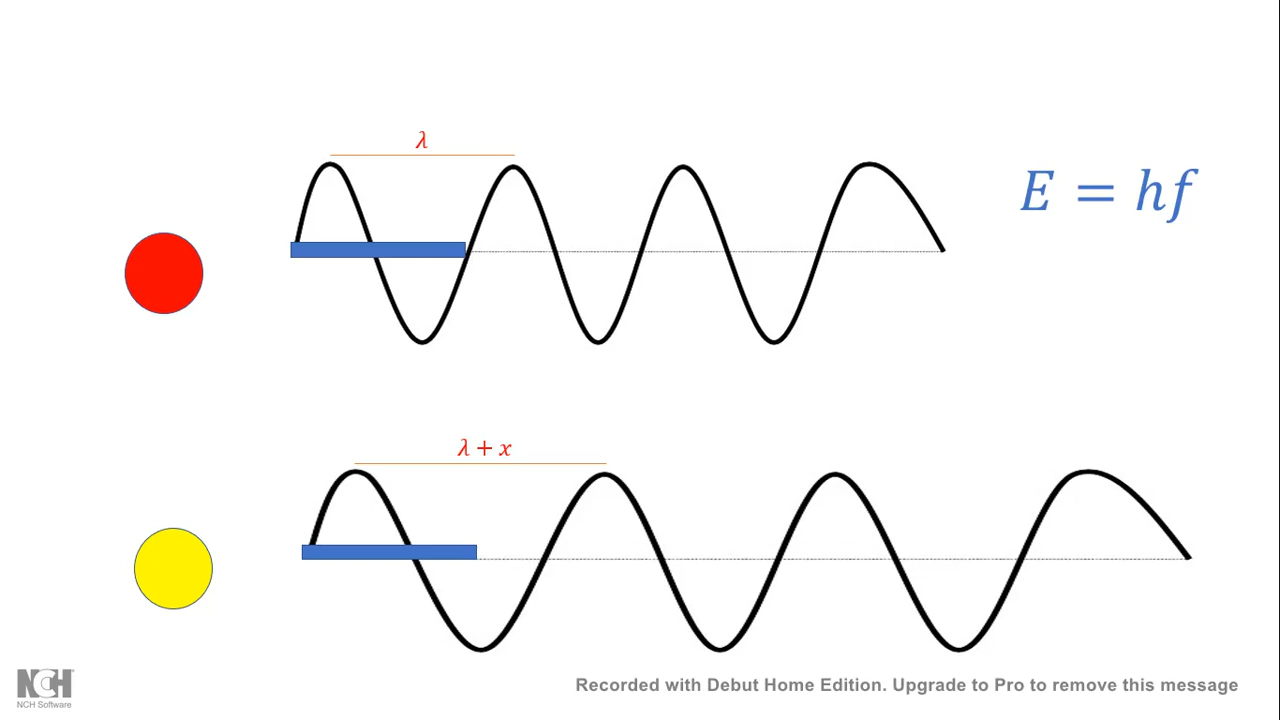 λ
E = hf
λ + x
NCH
NCH Software
Recorded with Debut Home Edition. Upgrade to Pro to remove this message